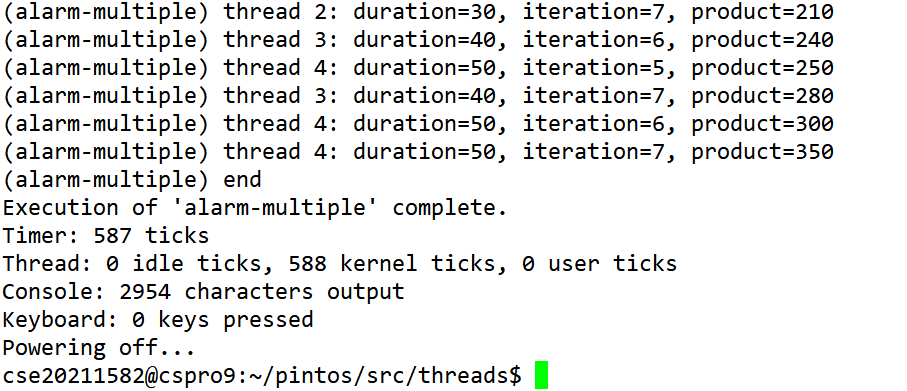 (alarm-multiple) thread 2: duration=30, iteration=7, product=210
(alarm-multiple) thread 3: duration=40, iteration=6, product=240
(alarm-multiple) thread 4: duration=50, iteration=5, product=250
(alarm-multiple) thread 3: duration=40, iteration=7, product=280
(alarm-multiple) thread 4: duration=50, iteration=6, product=300
(alarm-multiple) thread 4: duration=50, iteration=7, product=350
(alarm-multiple) end
Execution of 'alarm-multiple' complete.
Timer: 587 ticks
Thread: 0 idle ticks, 588 kernel ticks, 0 user ticks
Console: 2954 characters output
Keyboard: 0 keys pressed
Powering off...
cse20211582@cspro9:~/pintos/src/threads$